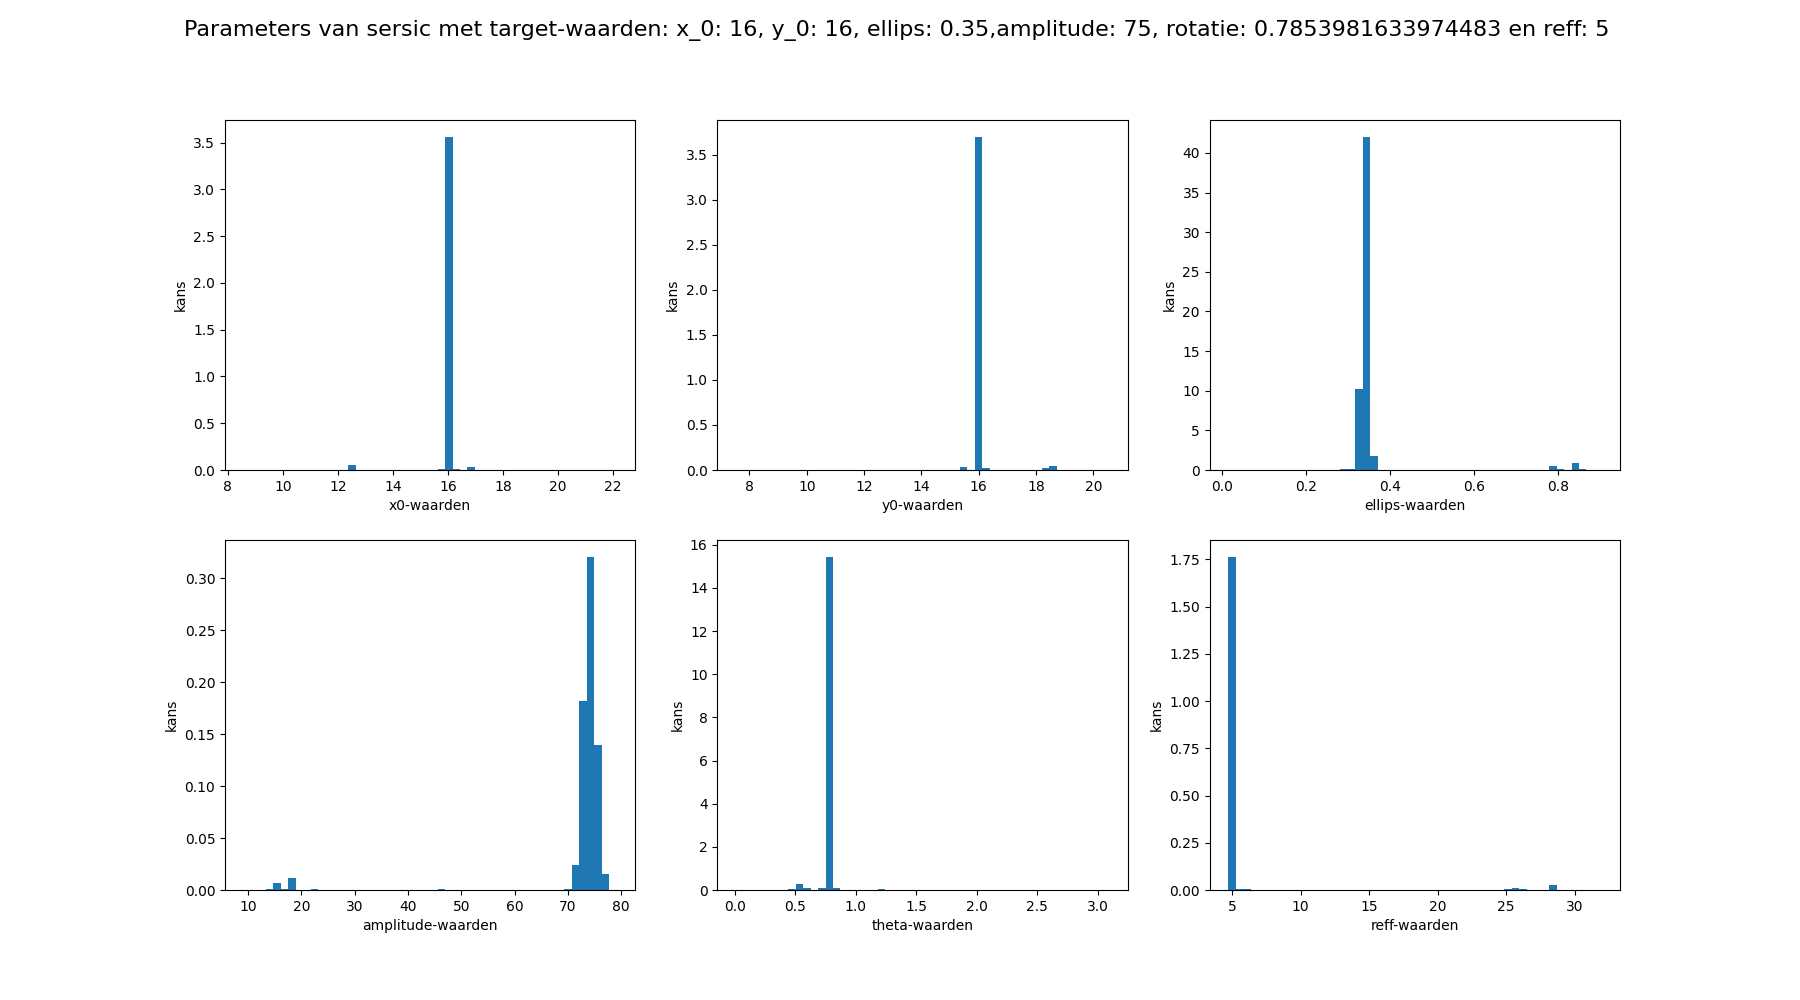 Parameters van sersic met target-waarden: x_0: 16, y_0: 16, ellips: 0.35,amplitude: 75, rotatie: 0.7853981633974483 en reff: 5
3.5
3.0
2.5
2.0
1.5
1.0
0.5
0.0
kans
8 10 12 14 16 18 20 22
x0-waarden
3.5
3.0
2.5
2.0
1.5
1.0
0.5
0.0
kans
8 10 12 14 16 18 20
y0-waarden
40
35
30
25
20
15
10
5
0
kans
0.0 0.2 0.4 0.6 0.8
ellips-waarden
0.30
0.25
0.20
0.15
0.10
0.05
0.00
kans
10 20 30 40 50 60 70 80
amplitude-waarden
16
14
12
10
8
6
4
2
0
kans
0.0 0.5 1.0 1.5 2.0 2.5 3.0
theta-waarden
1.75
1.50
1.25
1.00
0.75
0.50
0.25
0.00
kans
5 10 15 20 25 30
reff-waarden